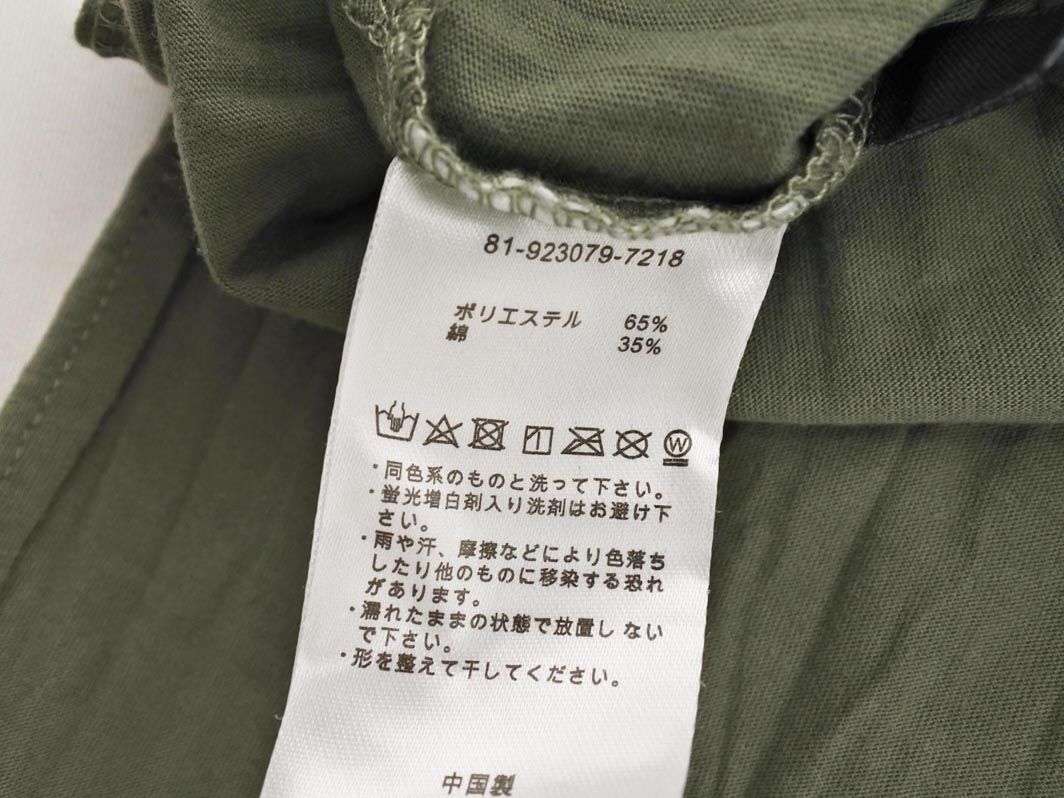 81-923079-7218
ポリエステル 65%
綿 35%
W
・同色系のものと洗って下さい。
・蛍光増白剤入り洗剤はお避け下
さい。
・雨や汗、摩擦などにより色落ち
したり他のものに移染する恐れ
があります。
・濡れたままの状態で放置し ない
で下さい。
・形を整えて干してください。
中国製